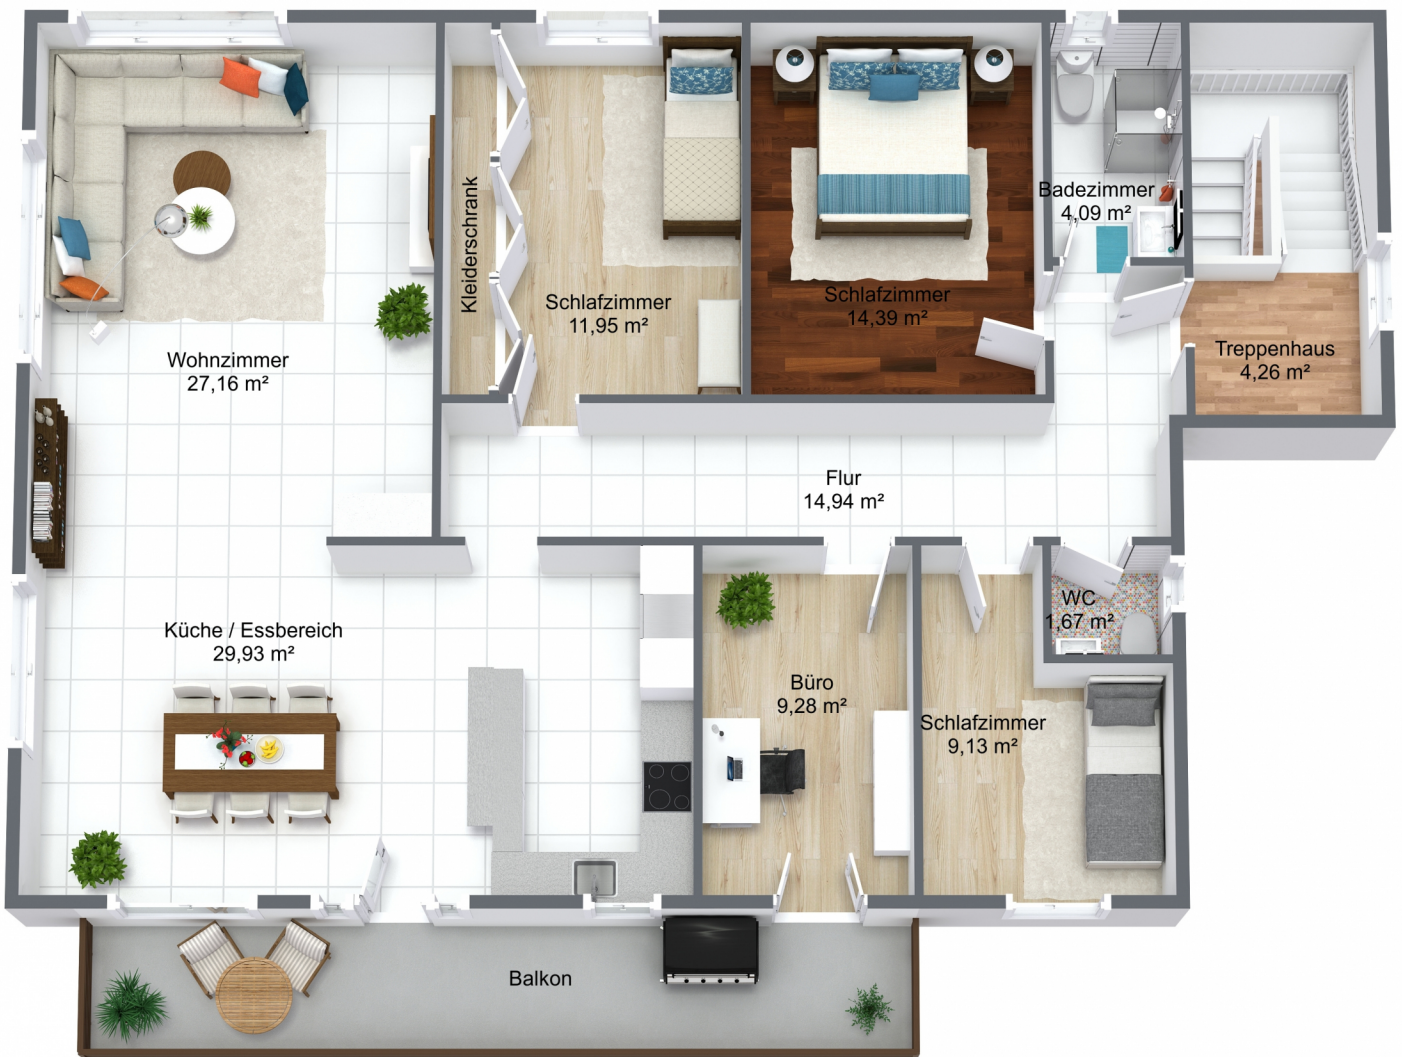 Kleiderschrank
Schlafzimmer
11,95 m²
Schlafzimmer
14,39 m²
Badezimmer
4,09 m²
Wohnzimmer
27,16 m²
Treppenhaus
4,26 m²
Flur
14,94 m²
Küche / Essbereich
29,93 m²
Büro
9,28 m²
Schlafzimmer
9,13 m²
WC
1,67 m²
Balkon